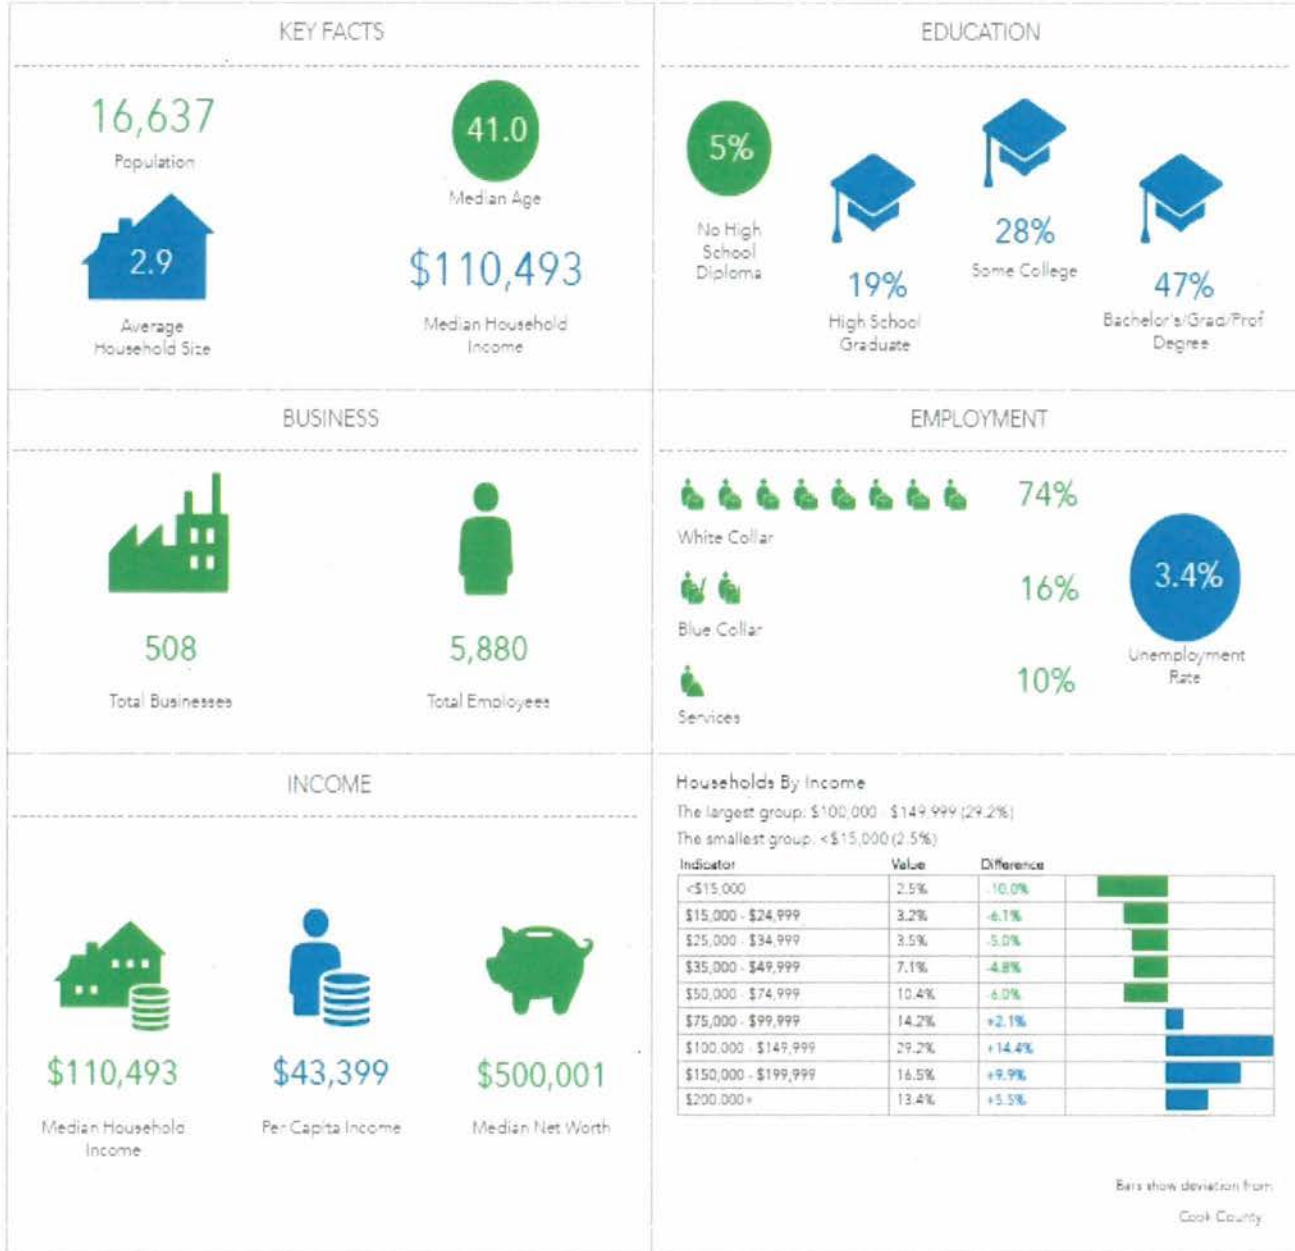 KEY FACTS
16,637
Population
41.0
Median Age
2.9
Average
Household Size
$110,493
Median Household
Income
EDUCATION
5%
No High
School
Diploma
19%
High School
Graduate
28%
Some College
47%
Bachelor's/Grad/Prof
Degree
BUSINESS
508
Total Businesses
5,880
Total Employees
EMPLOYMENT
74%
White Collar
16%
Blue Collar
10%
Services
3.4%
Unemployment
Rate
INCOME
$110,493
Median Household
Income
$43,399
Per Capita Income
$500,001
Median Net Worth
Households By Income
The largest group: $100,000 - $149,999 (29.2%)
The smallest group: <$15,000 (2.5%)
Indicator Value Difference
<$15,000 2.5% -10.0%
$15,000 - $24,999 3.2% -6.1%
$25,000 - $34,999 3.5% -5.0%
$35,000 - $49,999 7.1% -4.8%
$50,000 - $74,999 10.4% -6.0%
$75,000 - $99,999 14.2% +2.1%
$100,000 - $149,999 29.2% +14.4%
$150,000 - $199,999 16.5% +9.9%
$200,000+ 13.4% +5.5%
Bars show deviation from
Cook County